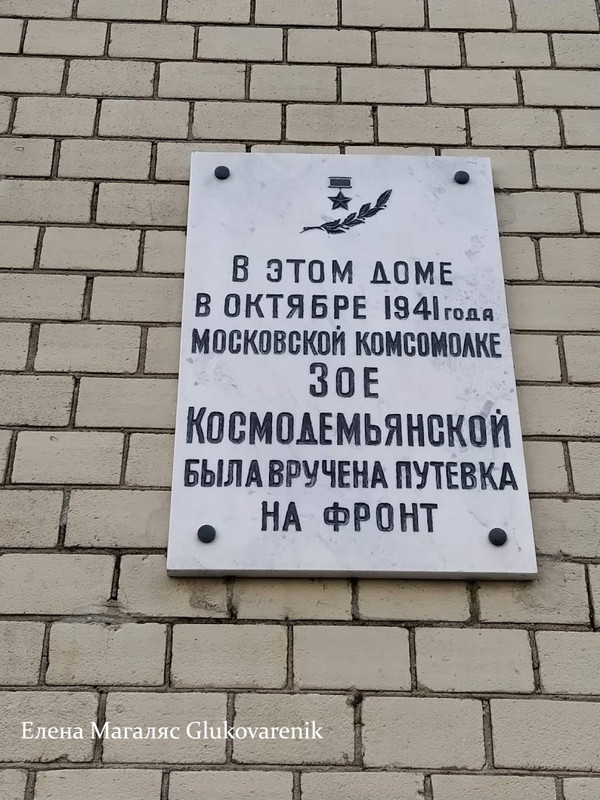 В ЭТОМ ДОМЕ
В ОКТЯБРЕ 1941 года
МОСКОВСКОЙ КОМСОМОЛКЕ
ЗОЕ
КОСМОДЕМЬЯНСКОЙ
БЫЛА ВРУЧЕНА ПУТЕВКА
НА ФРОНТ
Елена Магаляс Glukovarenik